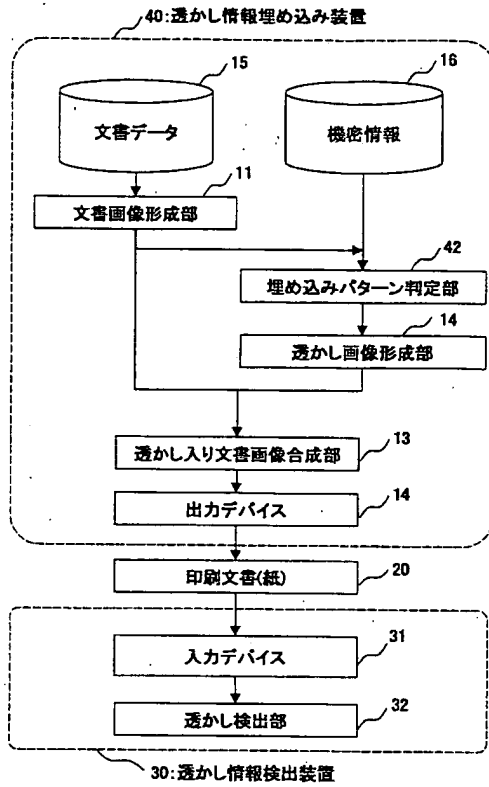 40:透かし情報埋め込み装置
15
16
文書データ
機密情報
11
文書画像形成部
42
埋め込みパターン判定部
14
透かし画像形成部
透かし入り文書画像合成部
13
出力デバイス
14
印刷文書(紙)
20
入力デバイス
31
透かし検出部
32
30:透かし情報検出装置